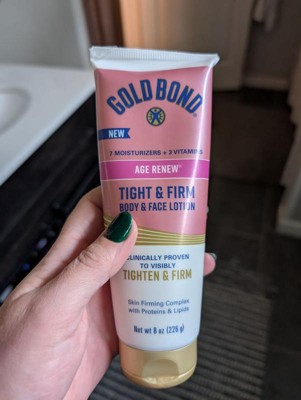 GOLD BOND
NEW
7 MOISTURIZERS + 3 VITAMINS
AGE RENEW
TIGHT & FIRM
BODY & FACE LOTION
CLINICALLY PROVEN
TO VISIBLY
TIGHTEN & FIRM
Skin Firming Complex
with Proteins & Lipids
Net wt 8 oz (226 g)